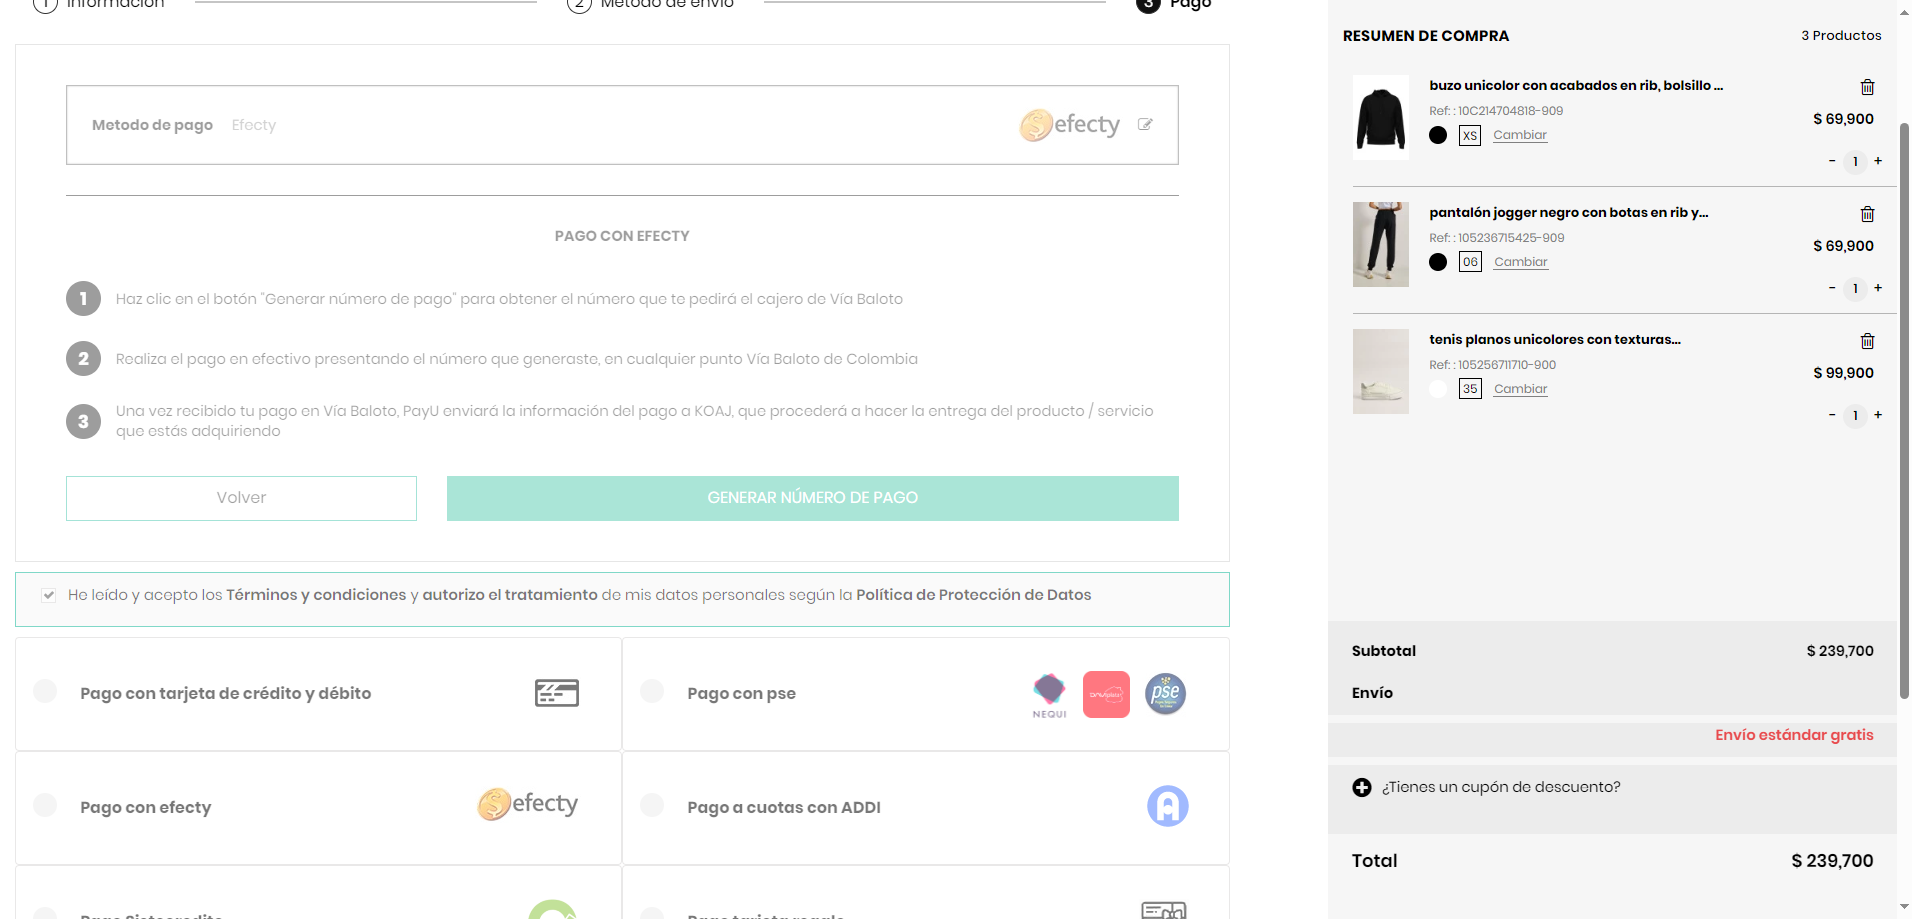 1 Información
2 Método de envío
3 Pago
Metodo de pago Efecty
efecty
PAGO CON EFECTY
1 Haz clic en el botón "Generar número de pago" para obtener el número que te pedirá el cajero de Vía Baloto
2 Realiza el pago en efectivo presentando el número que generaste, en cualquier punto Vía Baloto de Colombia
3 Una vez recibido tu pago en Vía Baloto, PayU enviará la información del pago a KOAJ, que procederá a hacer la entrega del producto / servicio
que estás adquiriendo
Volver
GENERAR NÚMERO DE PAGO
He leído y acepto los Términos y condiciones y autorizo el tratamiento de mis datos personales según la Política de Protección de Datos
Pago con tarjeta de crédito y débito
Pago con pse
NEQUI
pse
Pago con efecty
efecty
Pago a cuotas con ADDI
Pago Sistecredito
Pago tarjeta regalo
RESUMEN DE COMPRA
3 Productos
buzo unicolor con acabados en rib, bolsillo ...
Ref: : 10C214704818-909
$ 69,900
XS Cambiar
- 1 +
pantalón jogger negro con botas en rib y...
Ref: : 105236715425-909
$ 69,900
06 Cambiar
- 1 +
tenis planos unicolores con texturas...
Ref: : 105256711710-900
$ 99,900
35 Cambiar
- 1 +
Subtotal $ 239,700
Envío
Envío estándar gratis
¿Tienes un cupón de descuento?
Total $ 239,700